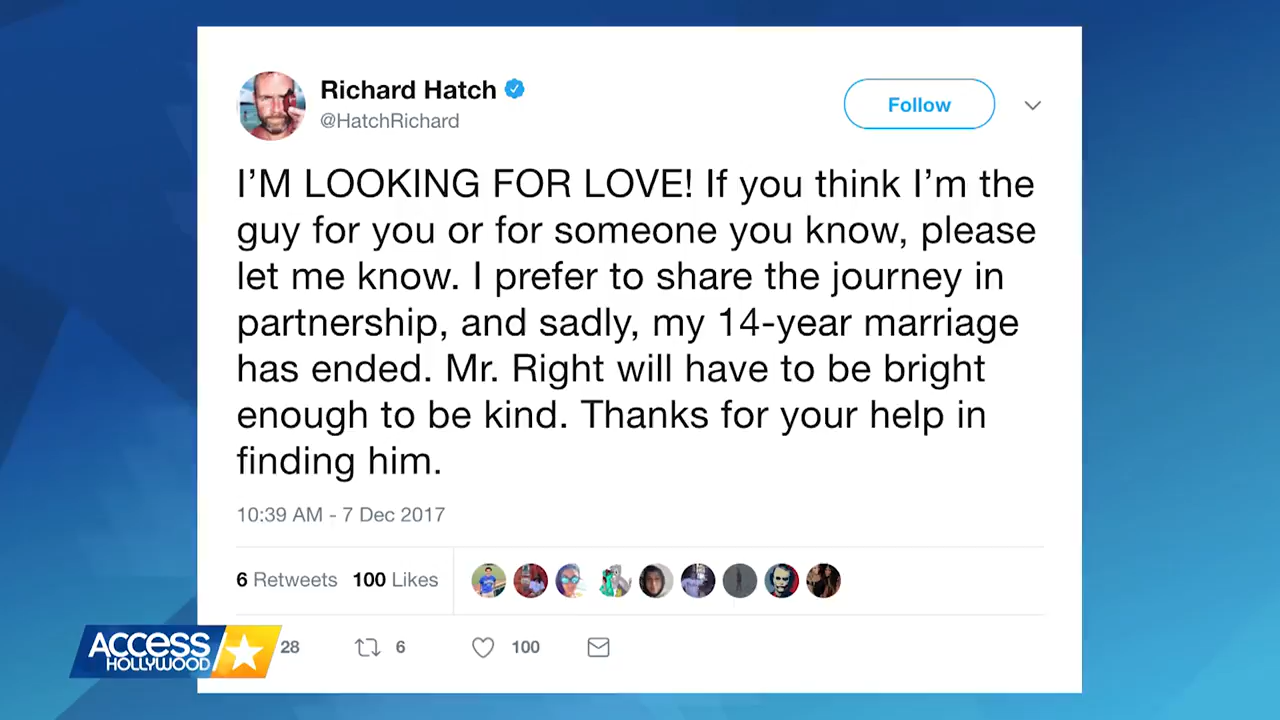 Richard Hatch
@HatchRichard
Follow
I'M LOOKING FOR LOVE! If you think I'm the
guy for you or for someone you know, please
let me know. I prefer to share the journey in
partnership, and sadly, my 14-year marriage
has ended. Mr. Right will have to be bright
enough to be kind. Thanks for your help in
finding him.
10:39 AM - 7 Dec 2017
6 Retweets 100 Likes
ACCESS
HOLLYWOOD
28 6 100